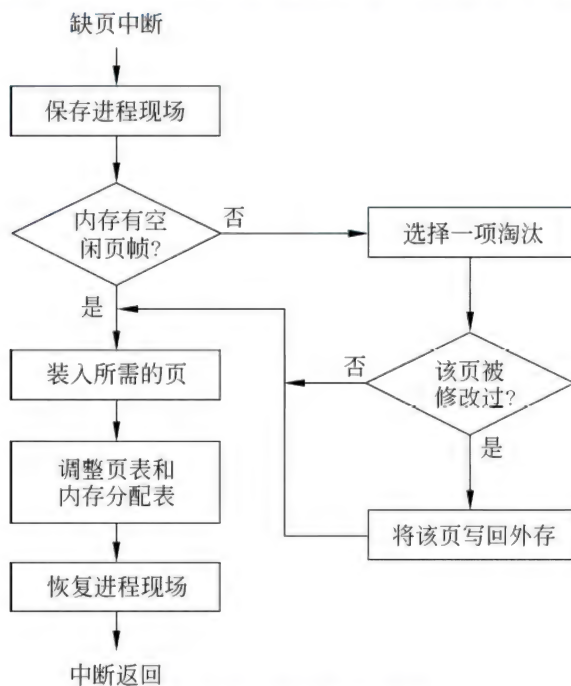 缺页中断
保存进程现场
内存有空
闲页帧?
否
是
选择一项淘汰
该页被
修改过?
否
是
将该页写回外存
装入所需的页
调整页表和
内存分配表
恢复进程现场
中断返回